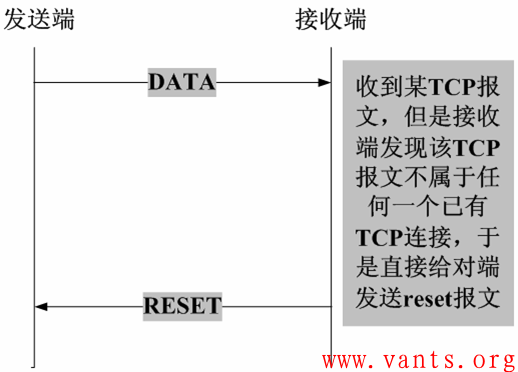 发送端
接收端
DATA
收到某TCP报
文，但是接收
端发现该TCP
报文不属于任
何一个已有
TCP连接，于
是直接给对端
发送reset报文
RESET
www.vants.org